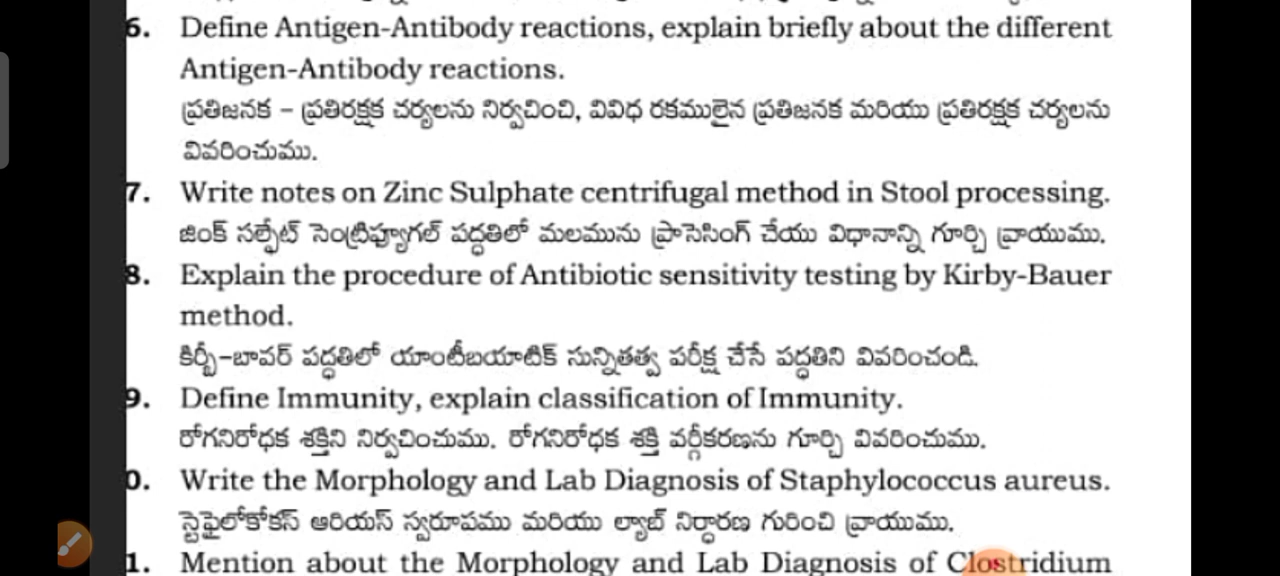 6. Define Antigen-Antibody reactions, explain briefly about the different
Antigen-Antibody reactions.
ప్రతిజనక – ప్రతిరక్షక చర్యలను నిర్వచించి, వివిధ రకములైన ప్రతిజనక మరియు ప్రతిరక్షక చర్యలను
వివరించుము.
7. Write notes on Zinc Sulphate centrifugal method in Stool processing.
జింక్ సల్ఫేట్ సెంట్రిఫ్యూగల్ పద్ధతిలో మలమును ప్రాసెసింగ్ చేయు విధానాన్ని గూర్చి వ్రాయుము.
8. Explain the procedure of Antibiotic sensitivity testing by Kirby-Bauer
method.
కిర్బీ-బావర్ పద్ధతిలో యాంటీబయాటిక్ సున్నితత్వ పరీక్ష చేసే పద్ధతిని వివరించండి.
9. Define Immunity, explain classification of Immunity.
రోగనిరోధక శక్తిని నిర్వచించుము. రోగనిరోధక శక్తి వర్గీకరణను గూర్చి వివరించుము.
0. Write the Morphology and Lab Diagnosis of Staphylococcus aureus.
స్టెఫైలోకోకస్ ఆరియస్ స్వరూపము మరియు ల్యాబ్ నిర్ధారణ గురించి వ్రాయుము.
1. Mention about the Morphology and Lab Diagnosis of Clostridium